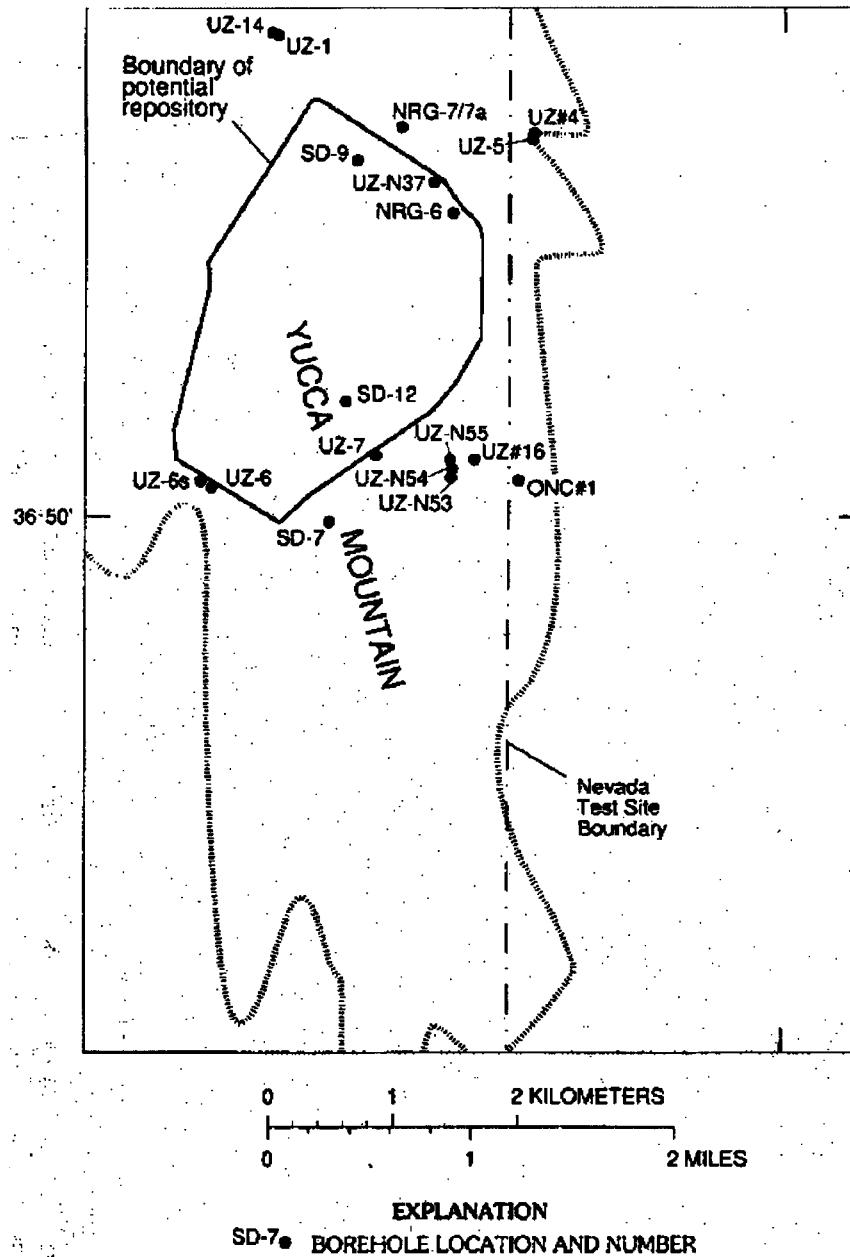 UZ-14
UZ-1
Boundary of
potential
repository
NRG-7/7a
UZ#4
UZ-5
SD-9
UZ-N37
NRG-6
YUCCA
SD-12
UZ-N55
UZ-7
UZ#16
UZ-N54
UZ-6s
UZ-6
UZ-N53
ONC#1
36°50'
SD-7
MOUNTAIN
Nevada
Test Site
Boundary
0 1 2 KILOMETERS
0 1 2 MILES
EXPLANATION
SD-7 BOREHOLE LOCATION AND NUMBER